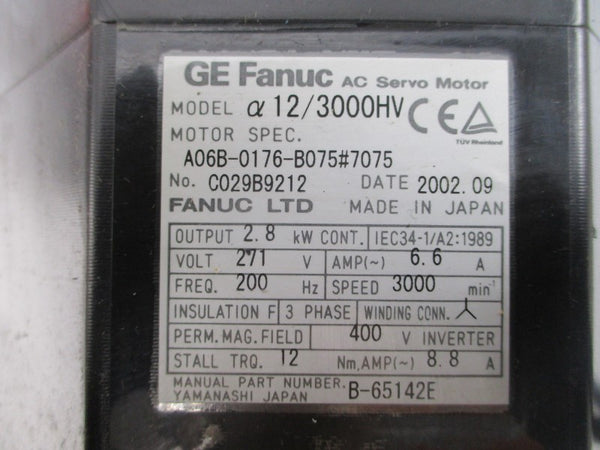 GE Fanuc AC Servo Motor
MODEL α 12/3000HV CE
MOTOR SPEC. TÜV Rheinland
A06B-0176-B075#7075
No. C029B9212 DATE 2002.09
FANUC LTD MADE IN JAPAN
OUTPUT 2.8 kW CONT. IEC34-1/A2:1989
VOLT 271 V AMP(~) 6.6 A
FREQ. 200 Hz SPEED 3000 min⁻¹
INSULATION F 3 PHASE WINDING CONN.
PERM.MAG.FIELD 400 V INVERTER
STALL TRQ. 12 Nm,AMP(~) 8.8 A
MANUAL PART NUMBER. B-65142E
YAMANASHI JAPAN